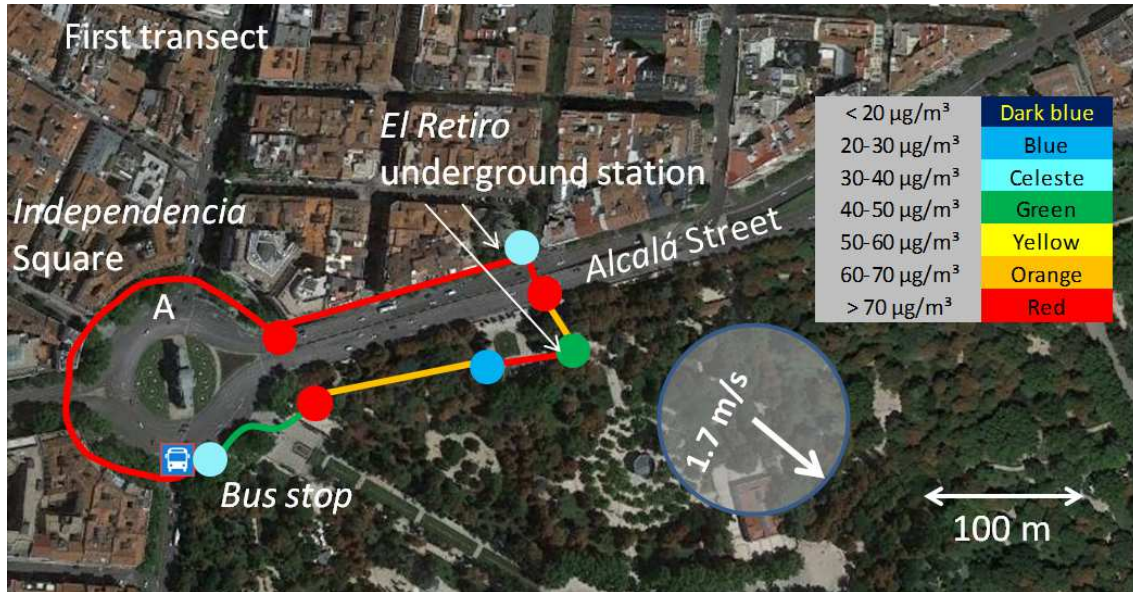 First transect
El Retiro
underground station
Independencia
Square
A
Alcalá Street
Bus stop
1.7 m/s
100 m
< 20 µg/m³ Dark blue
20-30 µg/m³ Blue
30-40 µg/m³ Celeste
40-50 µg/m³ Green
50-60 µg/m³ Yellow
60-70 µg/m³ Orange
> 70 µg/m³ Red